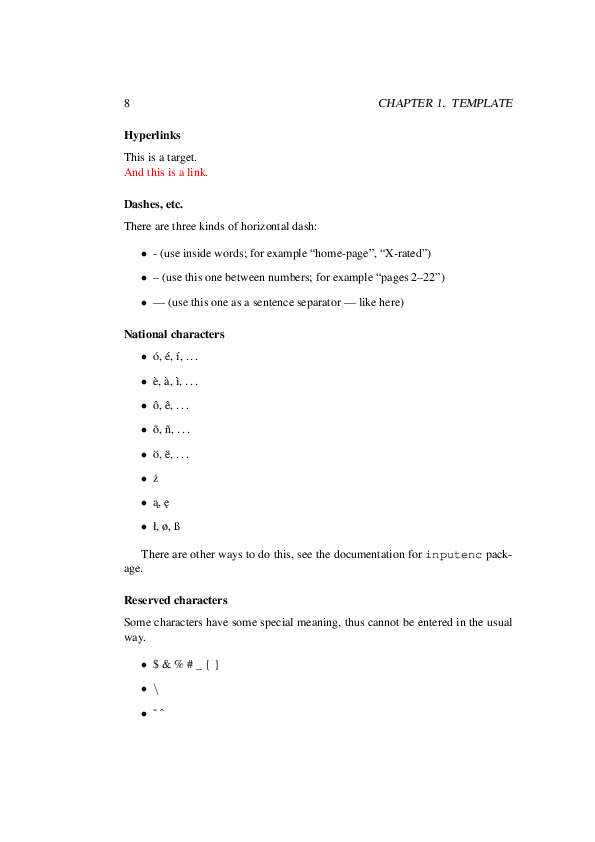 8 CHAPTER 1. TEMPLATE
Hyperlinks
This is a target.
And this is a link.
Dashes, etc.
There are three kinds of horizontal dash:
• - (use inside words; for example “home-page”, “X-rated”)
• – (use this one between numbers; for example “pages 2–22”)
• — (use this one as a sentence separator — like here)
National characters
• ó, é, í, . . .
• è, à, ì, . . .
• ô, ê, . . .
• õ, ñ, . . .
• ö, ë, . . .
• ż
• ą, ę
• ł, ø, ß
There are other ways to do this, see the documentation for inputenc pack-
age.
Reserved characters
Some characters have some special meaning, thus cannot be entered in the usual
way.
• $ & % # _ { }
• \
• ˜ ˆ